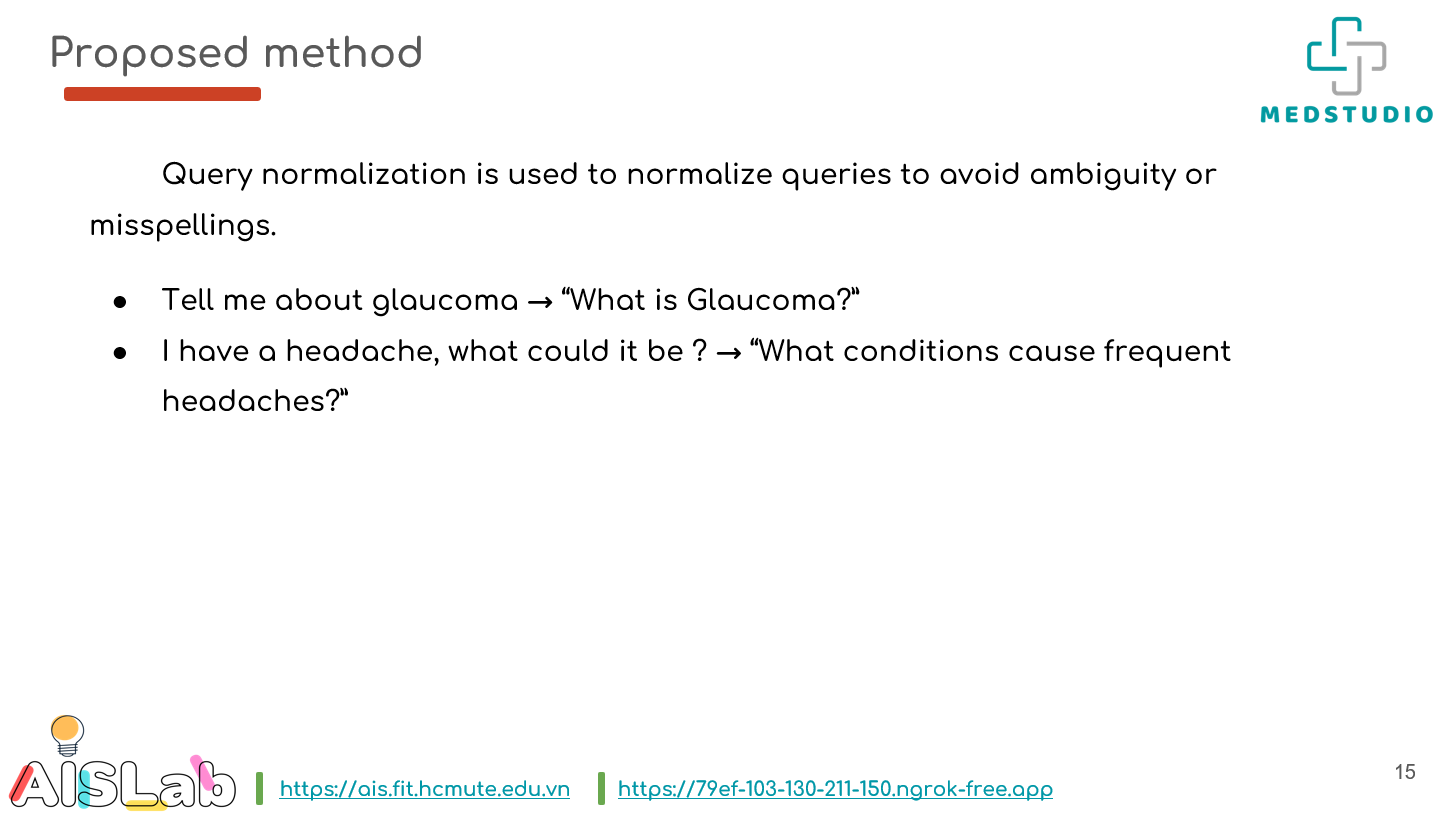 Proposed method
MEDSTUDIO
Query normalization is used to normalize queries to avoid ambiguity or
misspellings.
● Tell me about glaucoma → “What is Glaucoma?”
● I have a headache, what could it be ? → “What conditions cause frequent
headaches?”
AISLab
https://ais.fit.hcmute.edu.vn
https://79ef-103-130-211-150.ngrok-free.app
15